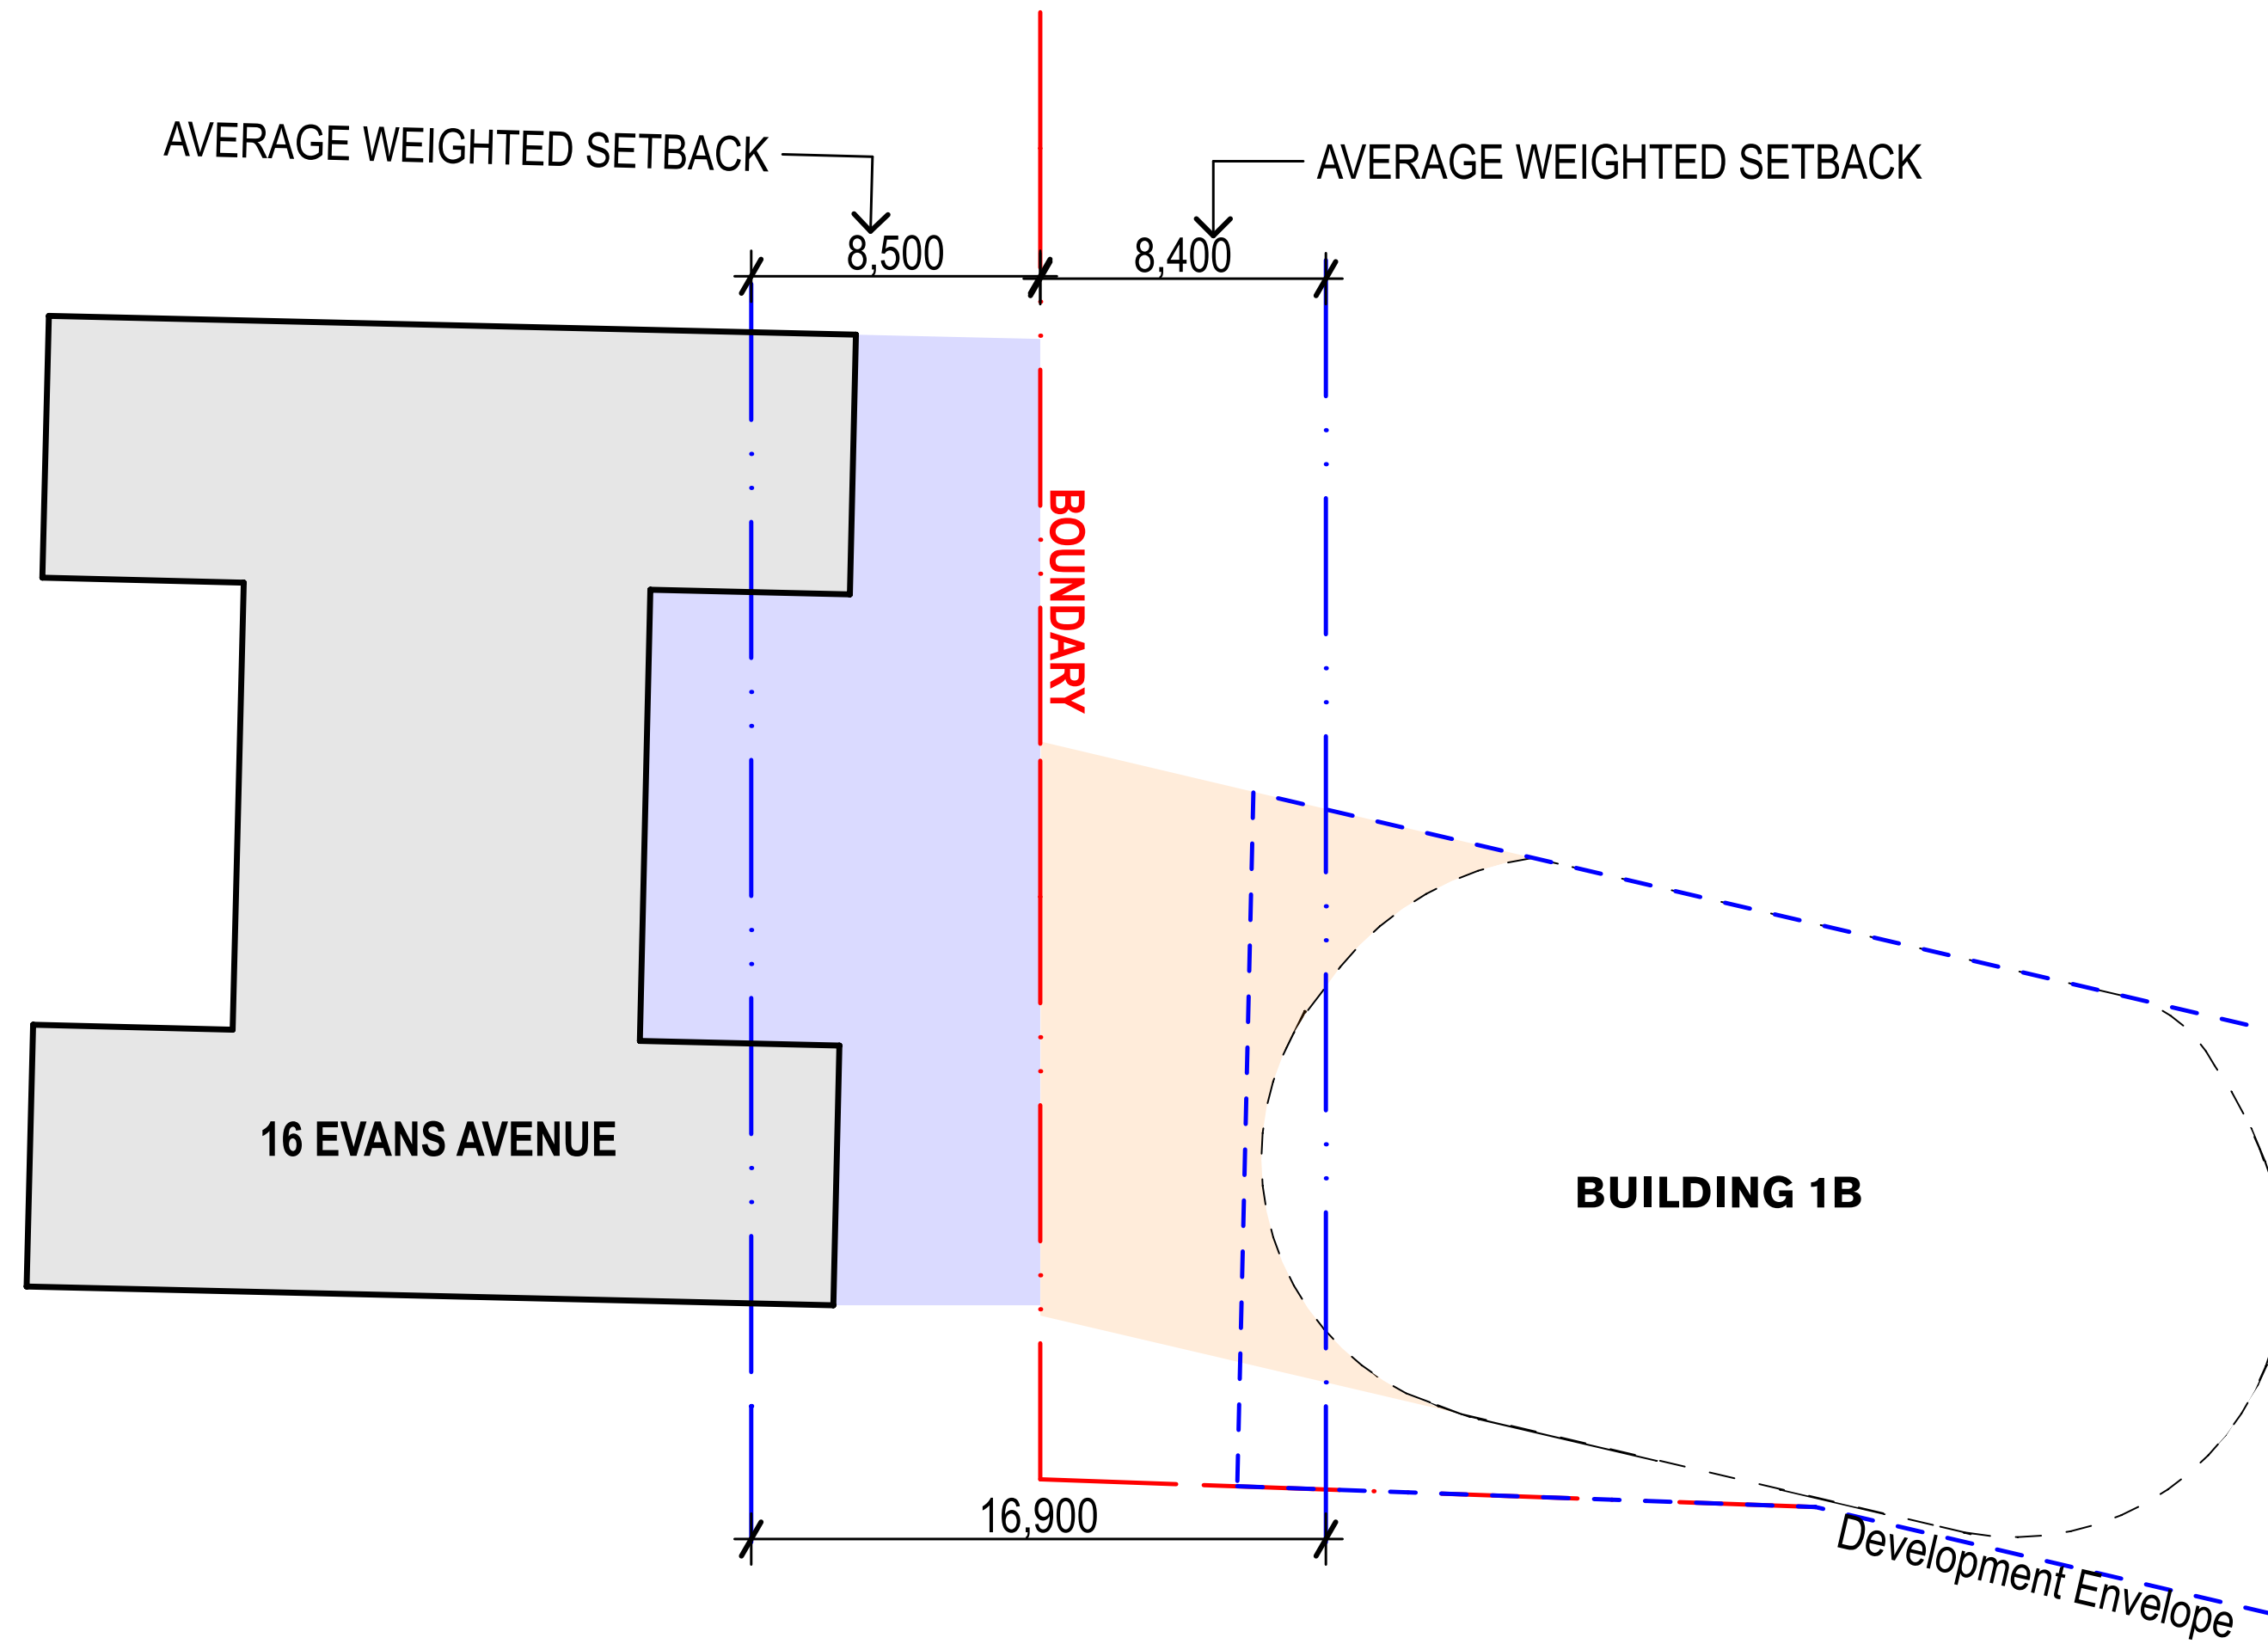 AVERAGE WEIGHTED SETBACK
AVERAGE WEIGHTED SETBACK
8,500
8,400
BOUNDARY
16 EVANS AVENUE
BUILDING 1B
16,900
Development Envelope